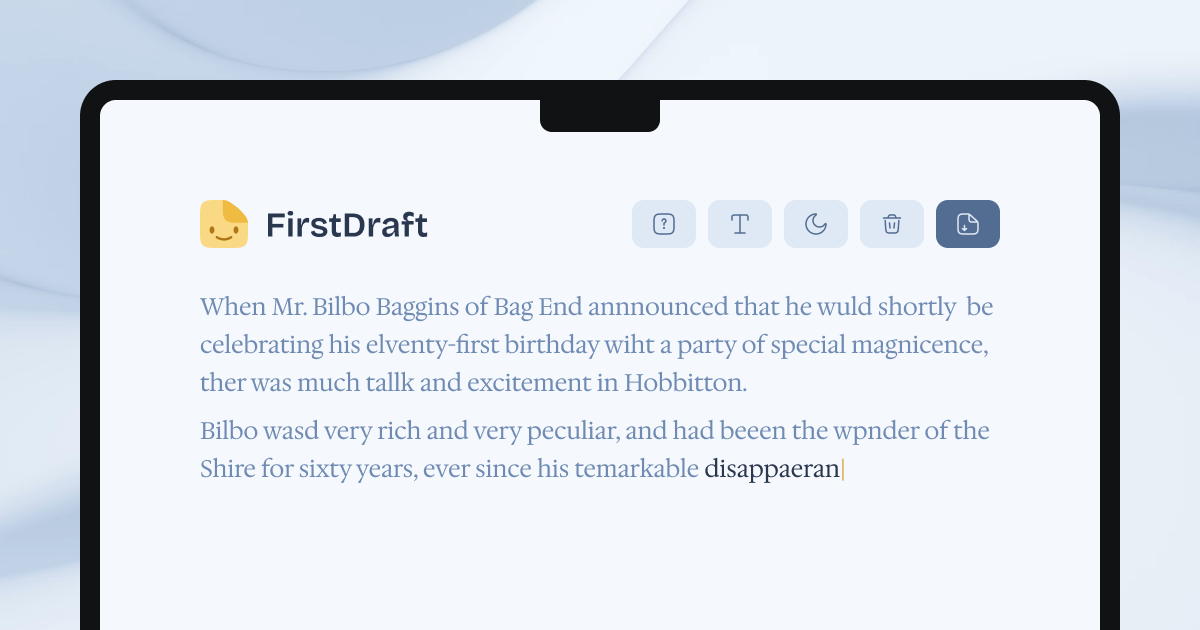 FirstDraft
When Mr. Bilbo Baggins of Bag End annnounced that he wuld shortly  be
celebrating his elventy-first birthday wiht a party of special magnicence,
ther was much tallk and excitement in Hobbitton.
Bilbo wasd very rich and very peculiar, and had beeen the wpnder of the
Shire for sixty years, ever since his temarkable disappaeran